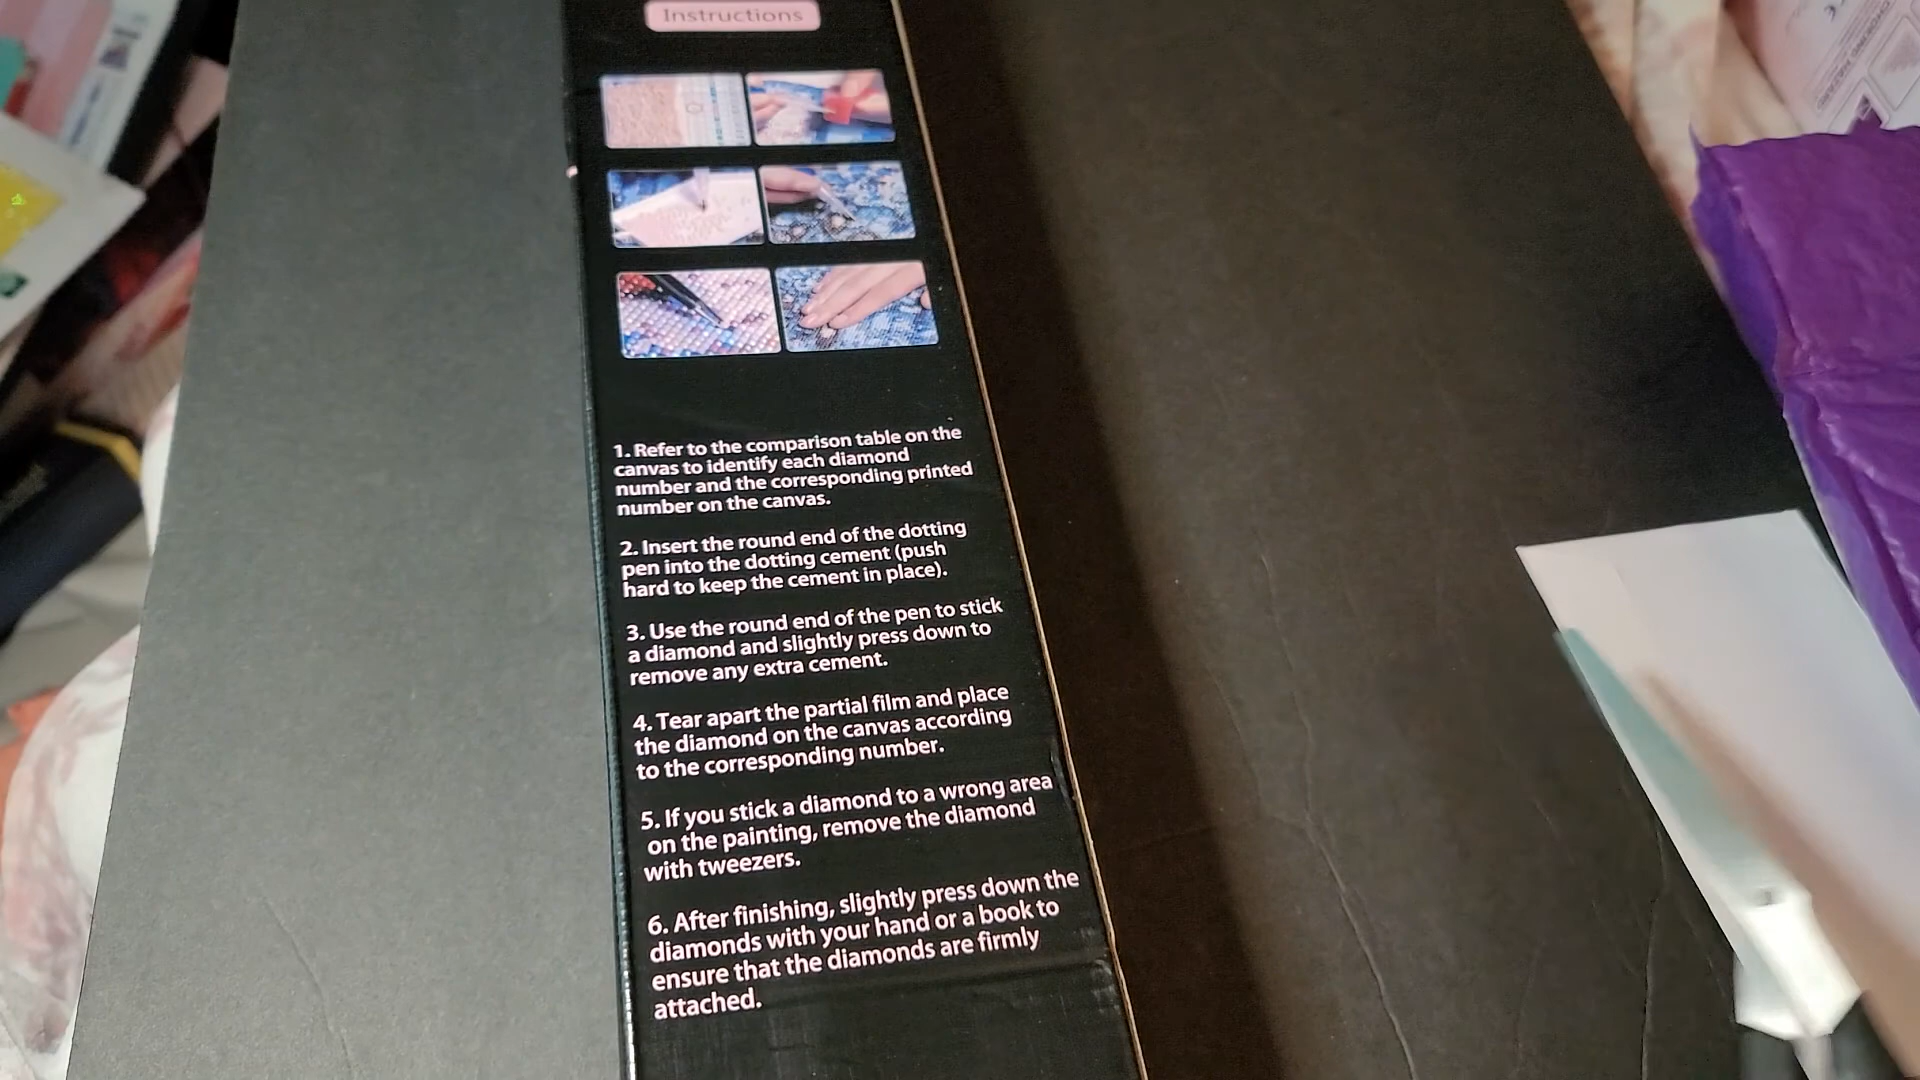 Instructions
1. Refer to the comparison table on the
canvas to identify each diamond
number and the corresponding printed
number on the canvas.
2. Insert the round end of the dotting
pen into the dotting cement (push
hard to keep the cement in place).
3. Use the round end of the pen to stick
a diamond and slightly press down to
remove any extra cement.
4. Tear apart the partial film and place
the diamond on the canvas according
to the corresponding number.
5. If you stick a diamond to a wrong area
on the painting, remove the diamond
with tweezers.
6. After finishing, slightly press down the
diamonds with your hand or a book to
ensure that the diamonds are firmly
attached.